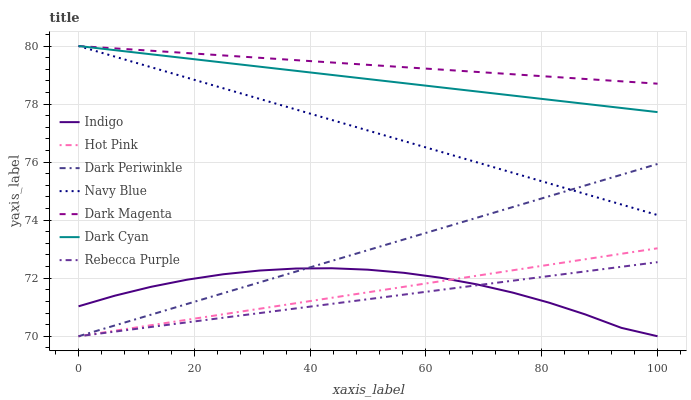 title
80
78
76
74
72
70
0
20
40
60
80
100
xaxis_label
yaxis_label
Indigo
Hot Pink
Dark Periwinkle
Navy Blue
Dark Magenta
Dark Cyan
Rebecca Purple